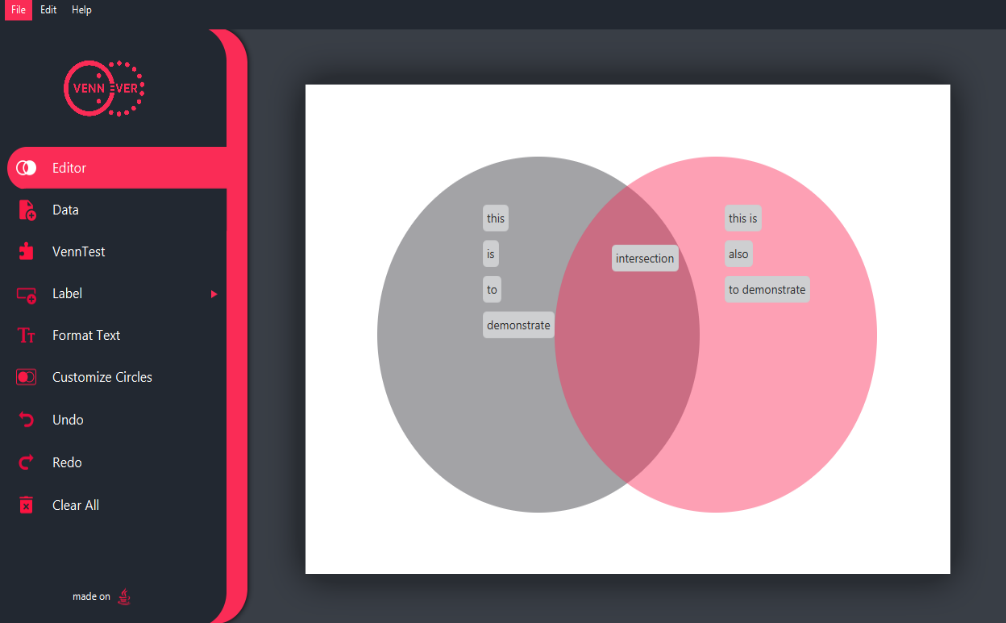 File Edit Help
VENN EVER
Editor
Data
VennTest
Label
Format Text
Customize Circles
Undo
Redo
Clear All
made on
this
is
to
demonstrate
intersection
this is
also
to demonstrate